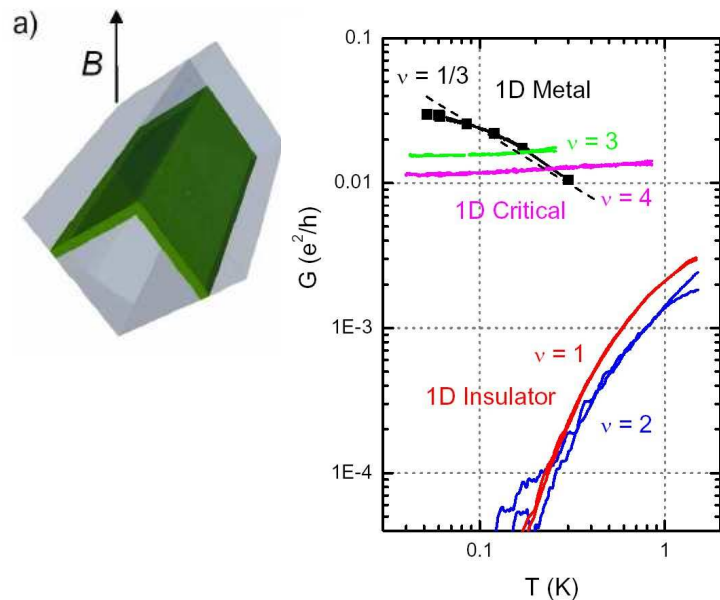 a)
B
0.1
ν = 1/3
1D Metal
ν = 3
0.01
1D Critical
ν = 4
G (e²/h)
1E-3
ν = 1
1D Insulator
ν = 2
1E-4
0.1
1
T (K)